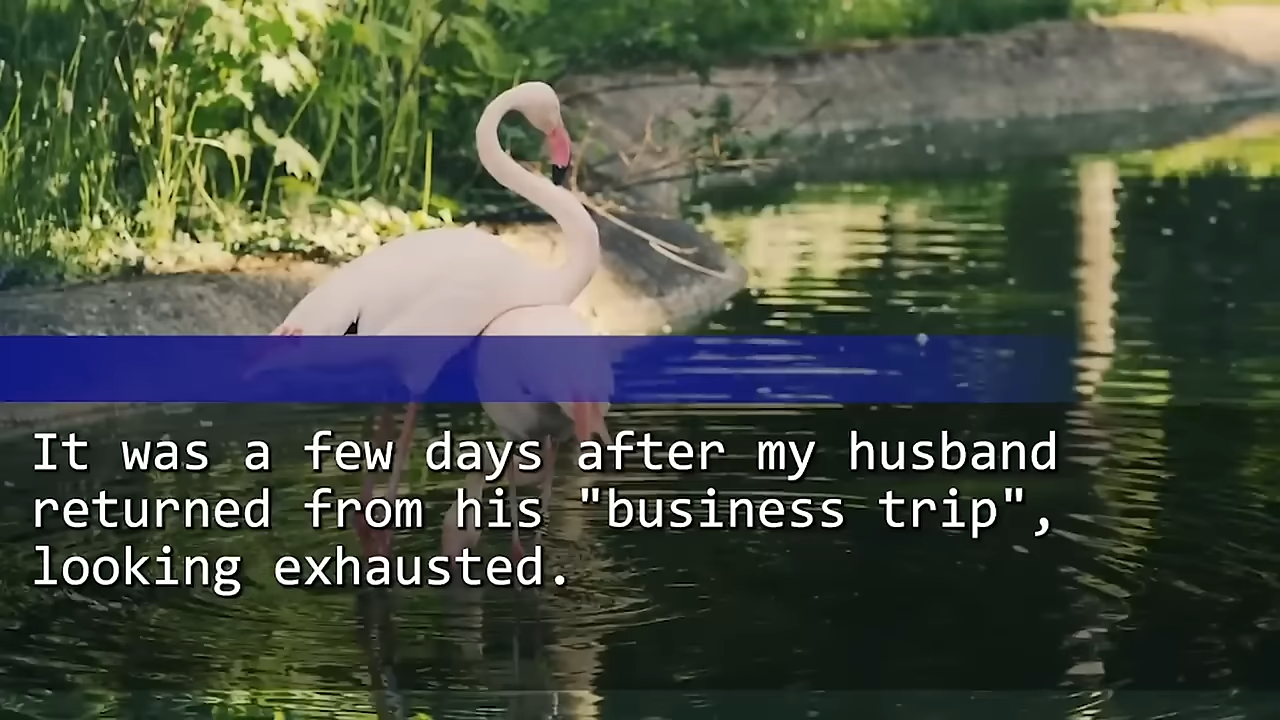 It was a few days after my husband
returned from his "business trip",
looking exhausted.